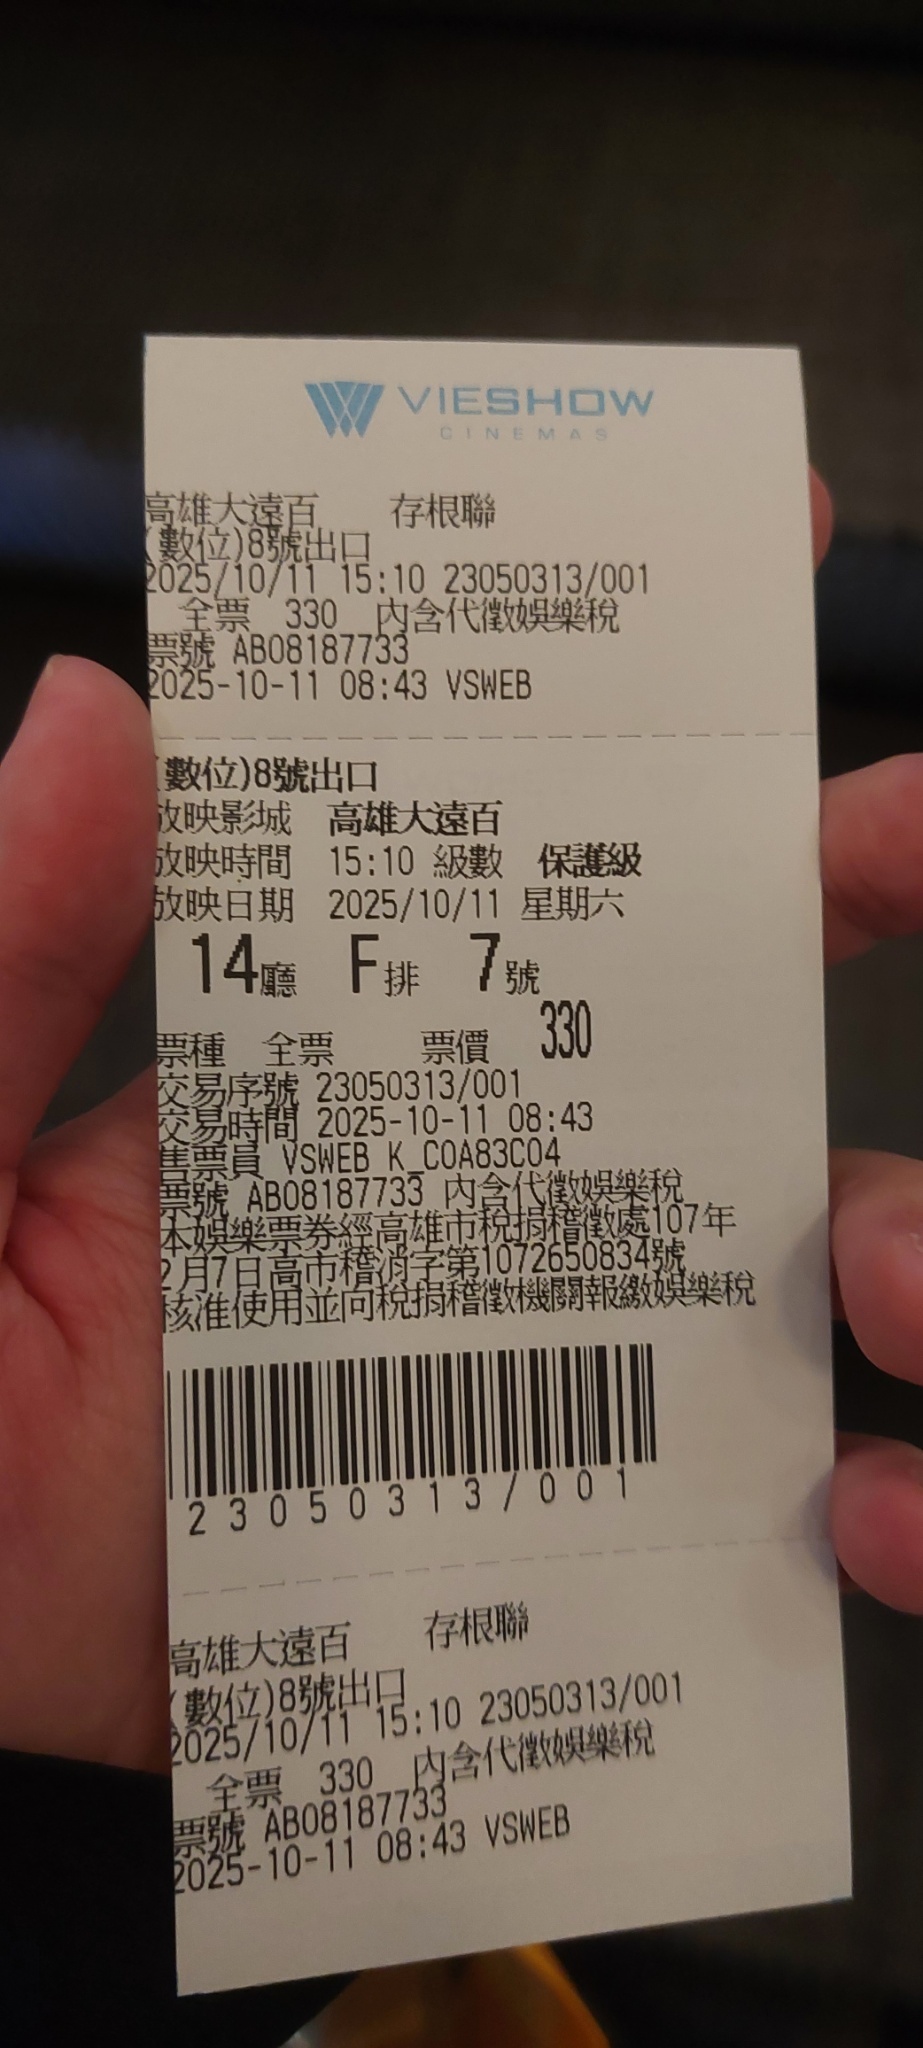 VIESHOW
CINEMAS
高雄大遠百 存根聯
(數位)8號出口
2025/10/11 15:10 23050313/001
全票 330 內含代徵娛樂稅
票號 AB08187733
2025-10-11 08:43 VSWEB
(數位)8號出口
放映影城 高雄大遠百
放映時間 15:10 級數 保護級
放映日期 2025/10/11 星期六
14廳 F排 7號
票種 全票 票價 330
交易序號 23050313/001
交易時間 2025-10-11 08:43
售票員 VSWEB K_C0A83C04
票號 AB08187733 內含代徵娛樂稅
本娛樂票券經高雄市稅捐稽徵處107年
2月7日高市稽消字第1072650834號
核准使用並向稅捐稽徵機關報繳娛樂稅
23050313/001
高雄大遠百 存根聯
(數位)8號出口
2025/10/11 15:10 23050313/001
全票 330 內含代徵娛樂稅
票號 AB08187733
2025-10-11 08:43 VSWEB